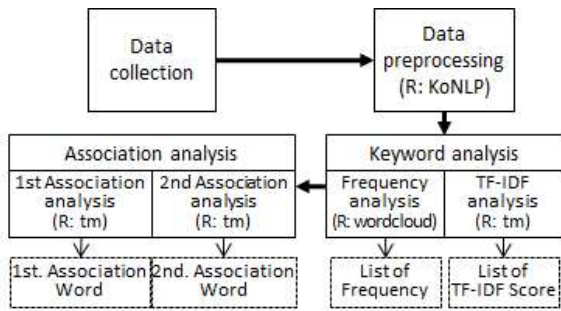 Data
collection
Data
preprocessing
(R: KoNLP)
Association analysis
1st Association
analysis
(R: tm)
2nd Association
analysis
(R: tm)
Keyword analysis
Frequency
analysis
(R: wordcloud)
TF-IDF
analysis
(R: tm)
1st. Association
Word
2nd. Association
Word
List of
Frequency
List of
TF-IDF Score